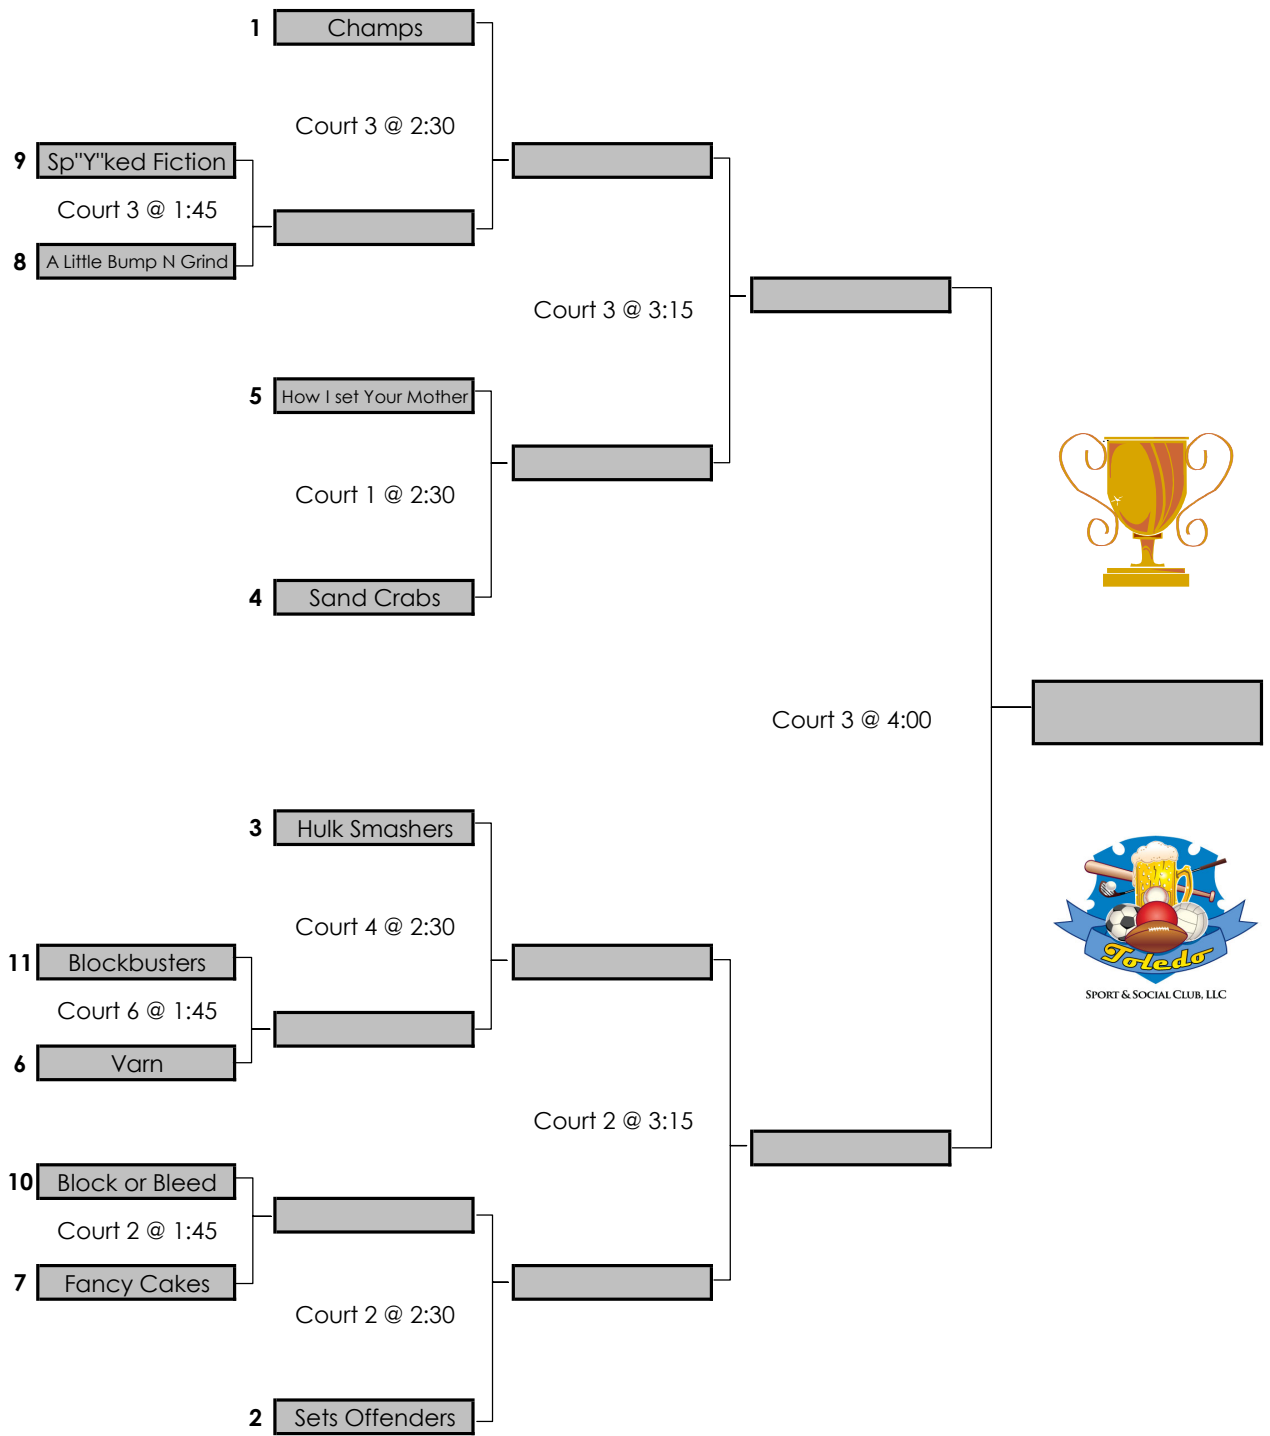 1 Champs
Court 3 @ 2:30
9 Sp"Y"ked Fiction
Court 3 @ 1:45
8 A Little Bump N Grind
Court 3 @ 3:15
5 How I set Your Mother
Court 1 @ 2:30
4 Sand Crabs
Court 3 @ 4:00
3 Hulk Smashers
Court 4 @ 2:30
11 Blockbusters
Court 6 @ 1:45
6 Varn
Court 2 @ 3:15
10 Block or Bleed
Court 2 @ 1:45
7 Fancy Cakes
Court 2 @ 2:30
2 Sets Offenders
Toledo
SPORT & SOCIAL CLUB, LLC